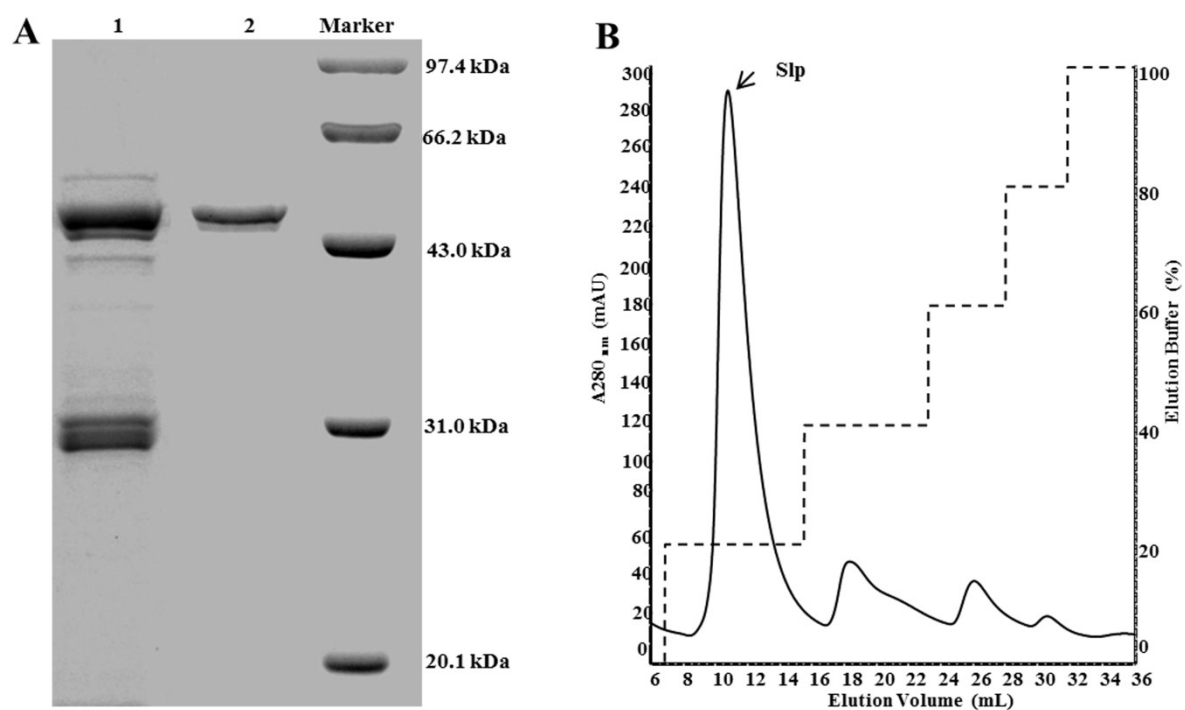 A
1 2 Marker
97.4 kDa
66.2 kDa
43.0 kDa
31.0 kDa
20.1 kDa
B
Slp
300
280
260
240
220
200
180
160
140
120
100
80
60
40
20
0
A280nm (mAU)
100
80
60
40
20
0
Elution Buffer (%)
6 8 10 12 14 16 18 20 22 24 26 28 30 32 34 36
Elution Volume (mL)